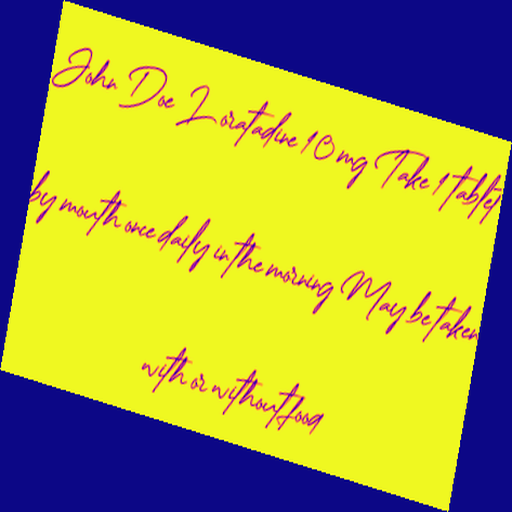 John Doe Loratadine 10 mg Take 1 tablet
by mouth once daily in the morning May be taken
with or without food